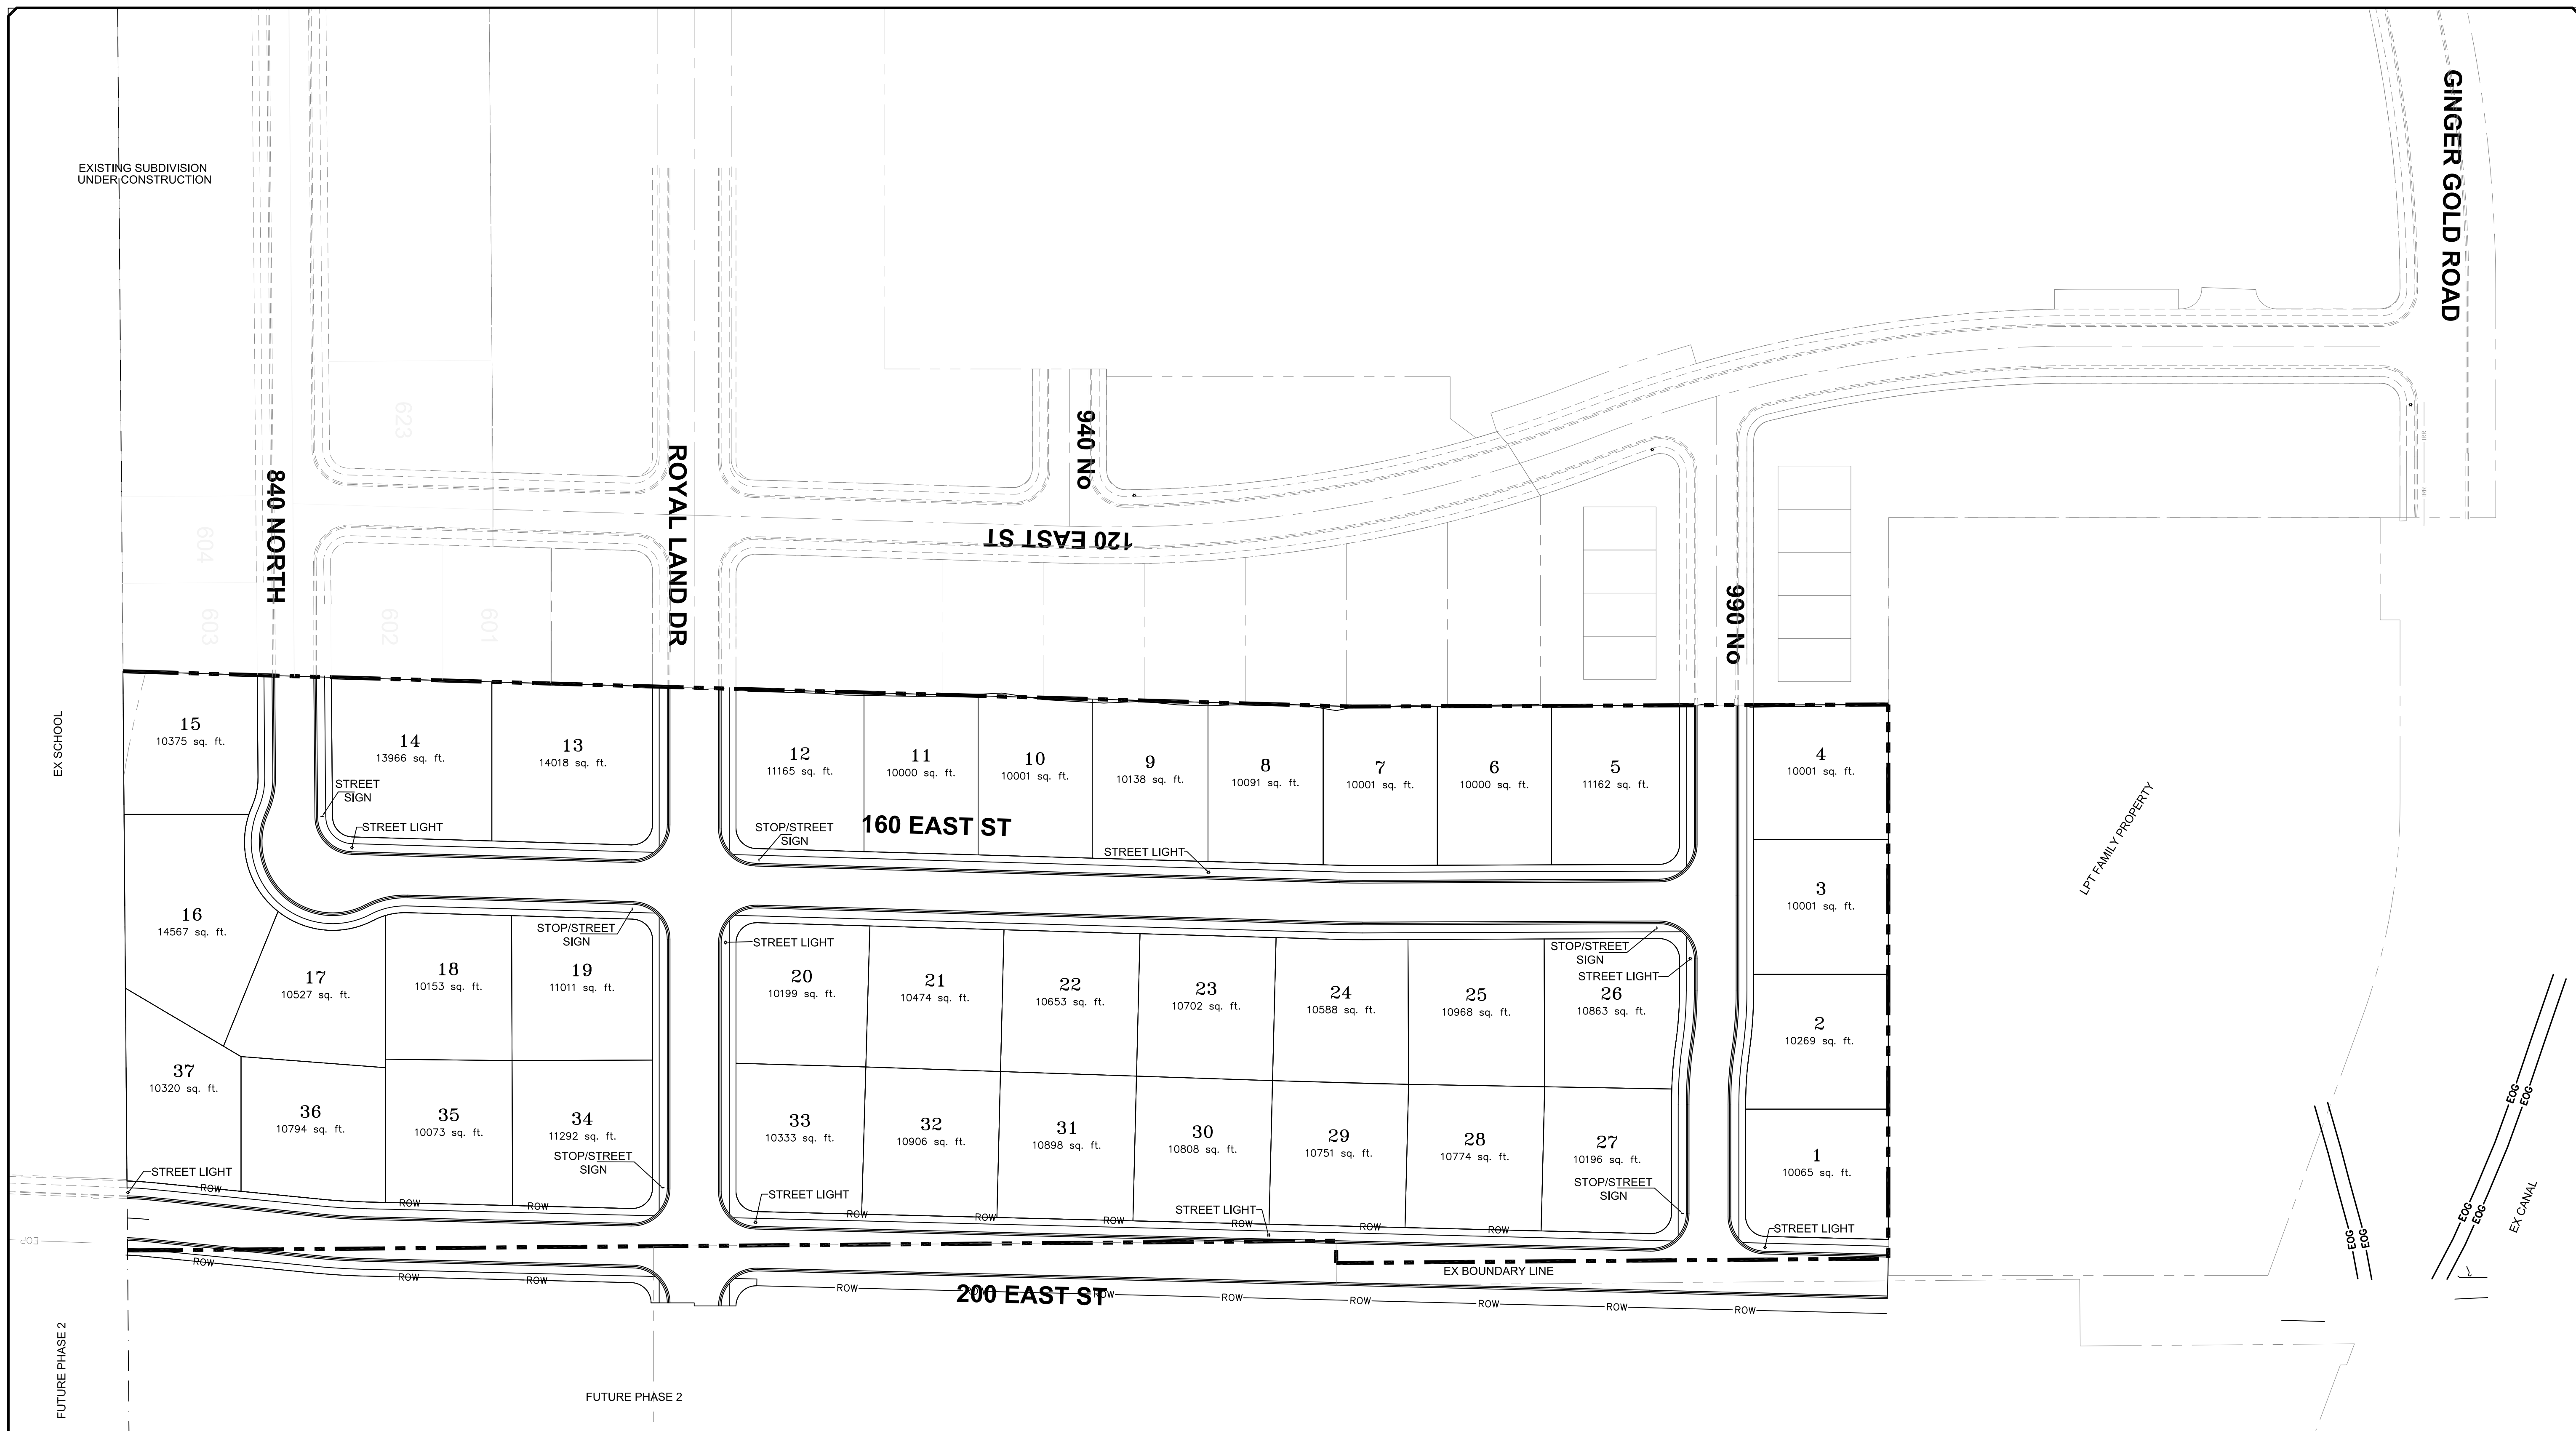 GINGER GOLD ROAD
EXISTING SUBDIVISION
UNDER CONSTRUCTION
623
840 NORTH
ROYAL LAND DR
940 No
120 EAST ST
990 No
604
603
602
601
EX SCHOOL
15
10375 sq. ft.
14
13966 sq. ft.
13
14018 sq. ft.
12
11165 sq. ft.
11
10000 sq. ft.
10
10001 sq. ft.
9
10138 sq. ft.
8
10091 sq. ft.
7
10001 sq. ft.
6
10000 sq. ft.
5
11162 sq. ft.
4
10001 sq. ft.
STREET
SIGN
STREET LIGHT
STOP/STREET
SIGN
160 EAST ST
STREET LIGHT
LPT FAMILY PROPERTY
3
10001 sq. ft.
16
14567 sq. ft.
STOP/STREET
SIGN
STREET LIGHT
STOP/STREET
SIGN
STREET LIGHT
17
10527 sq. ft.
18
10153 sq. ft.
19
11011 sq. ft.
20
10199 sq. ft.
21
10474 sq. ft.
22
10653 sq. ft.
23
10702 sq. ft.
24
10588 sq. ft.
25
10968 sq. ft.
26
10863 sq. ft.
2
10269 sq. ft.
37
10320 sq. ft.
36
10794 sq. ft.
35
10073 sq. ft.
34
11292 sq. ft.
33
10333 sq. ft.
32
10906 sq. ft.
31
10898 sq. ft.
30
10808 sq. ft.
29
10751 sq. ft.
28
10774 sq. ft.
27
10196 sq. ft.
1
10065 sq. ft.
EOG
EOG
EOG
EOG
EOG
EOG
EX CANAL
STREET LIGHT
STOP/STREET
SIGN
STREET LIGHT
STREET LIGHT
STOP/STREET
SIGN
STREET LIGHT
ROW
ROW
ROW
ROW
ROW
ROW
ROW
ROW
ROW
EOP
ROW
ROW
ROW
EX BOUNDARY LINE
200 EAST ST
ROW
ROW
ROW
ROW
ROW
ROW
ROW
FUTURE PHASE 2
FUTURE PHASE 2